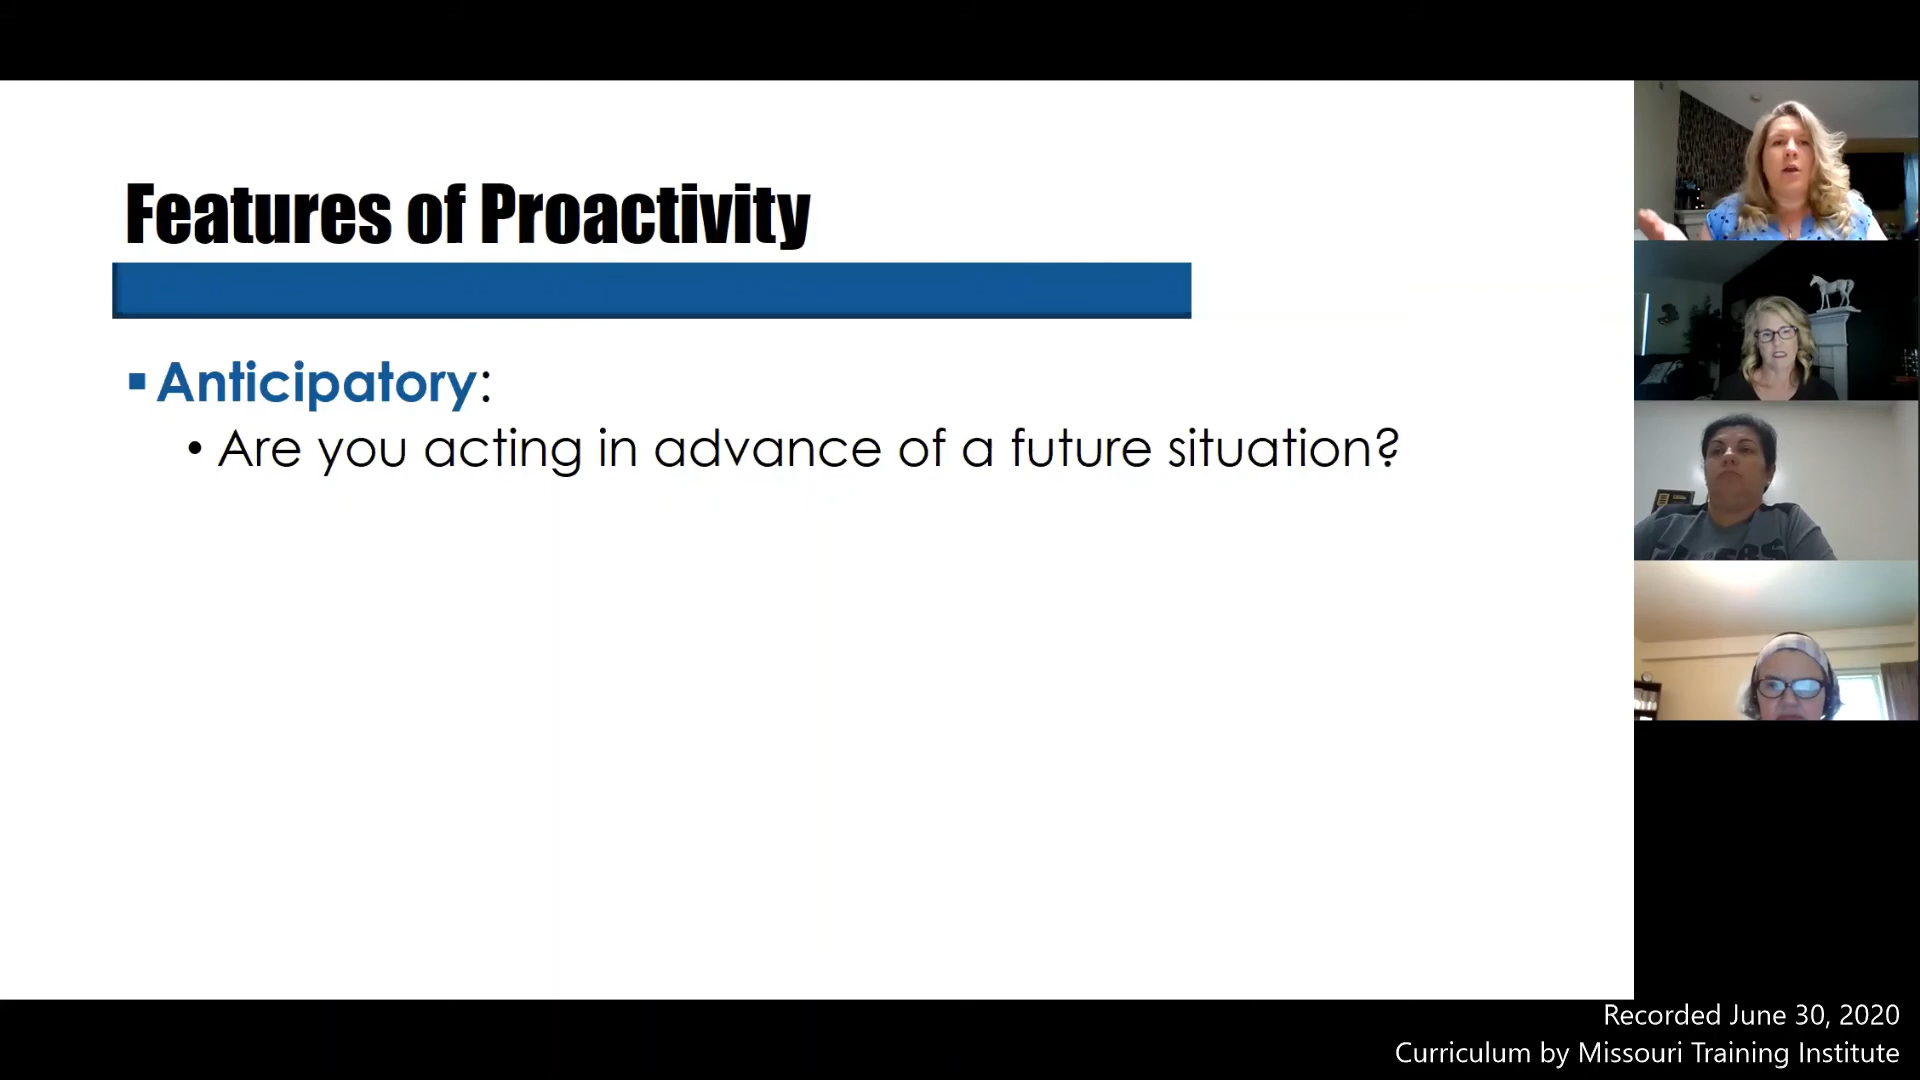 Features of Proactivity
▪ Anticipatory:
• Are you acting in advance of a future situation?
Recorded June 30, 2020
Curriculum by Missouri Training Institute